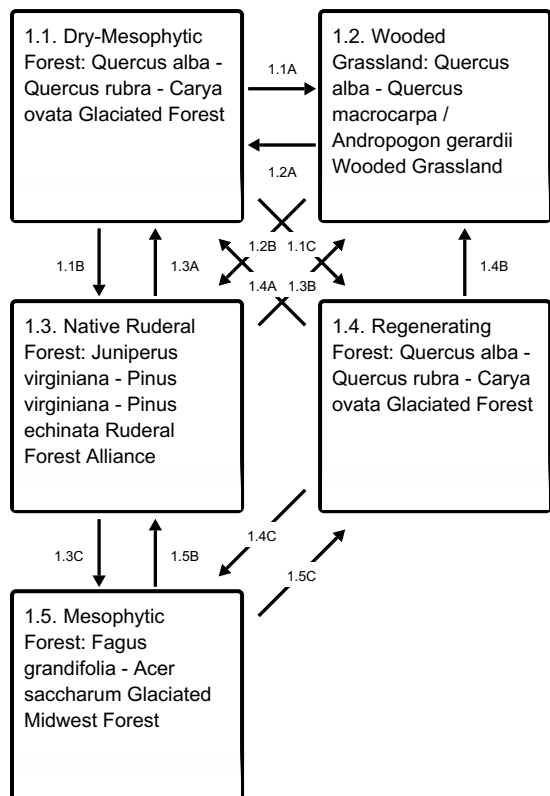 1.1. Dry-Mesophytic
Forest: Quercus alba -
Quercus rubra - Carya
ovata Glaciated Forest
1.1A
1.2. Wooded
Grassland: Quercus
alba - Quercus
macrocarpa /
Andropogon gerardii
Wooded Grassland
1.2A
1.1B
1.3A
1.2B
1.1C
1.4A
1.3B
1.4B
1.3. Native Ruderal
Forest: Juniperus
virginiana - Pinus
virginiana - Pinus
echinata Ruderal
Forest Alliance
1.4. Regenerating
Forest: Quercus alba -
Quercus rubra - Carya
ovata Glaciated Forest
1.3C
1.5B
1.4C
1.5C
1.5. Mesophytic
Forest: Fagus
grandifolia - Acer
saccharum Glaciated
Midwest Forest